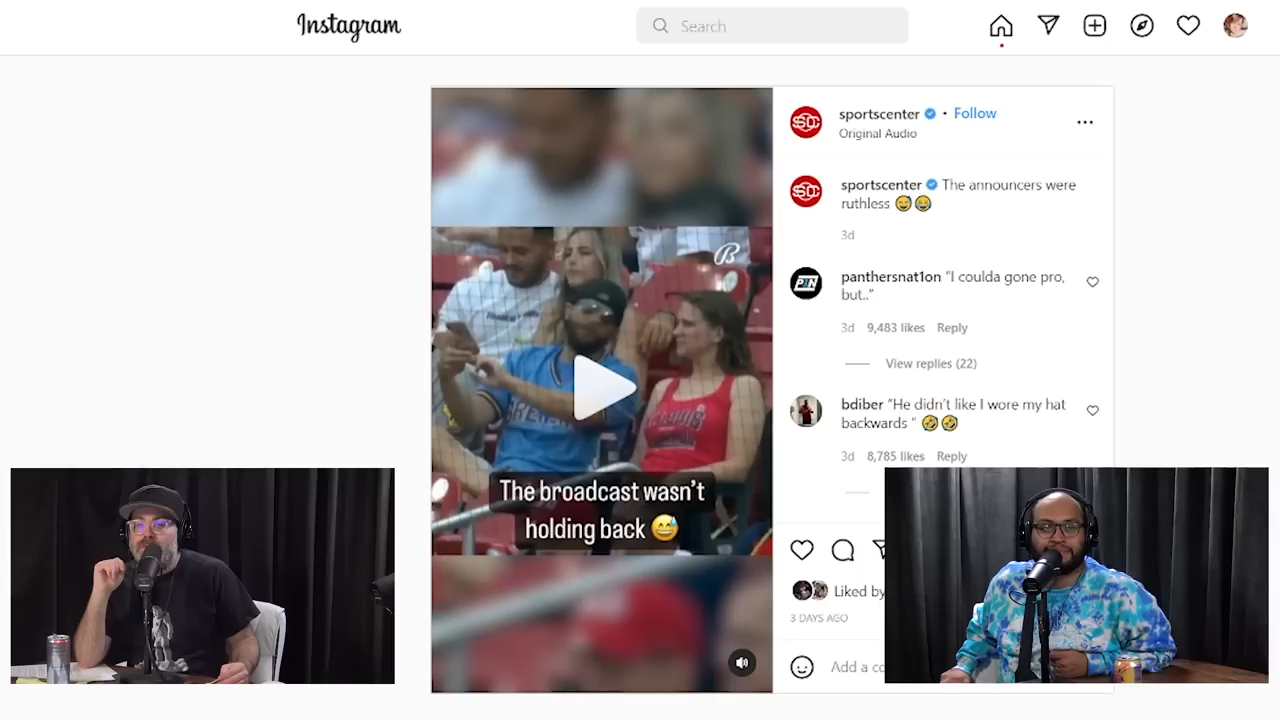 Instagram
Search
sportscenter • Follow
Original Audio
SC
sportscenter The announcers were
ruthless 😅😂
3d
panthersnat1on “I coulda gone pro,
but..”
3d 9,483 likes Reply
View replies (22)
bdiber “He didn’t like I wore my hat
backwards “ 🤣🤣
3d 8,785 likes Reply
B
The broadcast wasn’t
holding back 😅
Liked by
3 DAYS AGO
Add a co